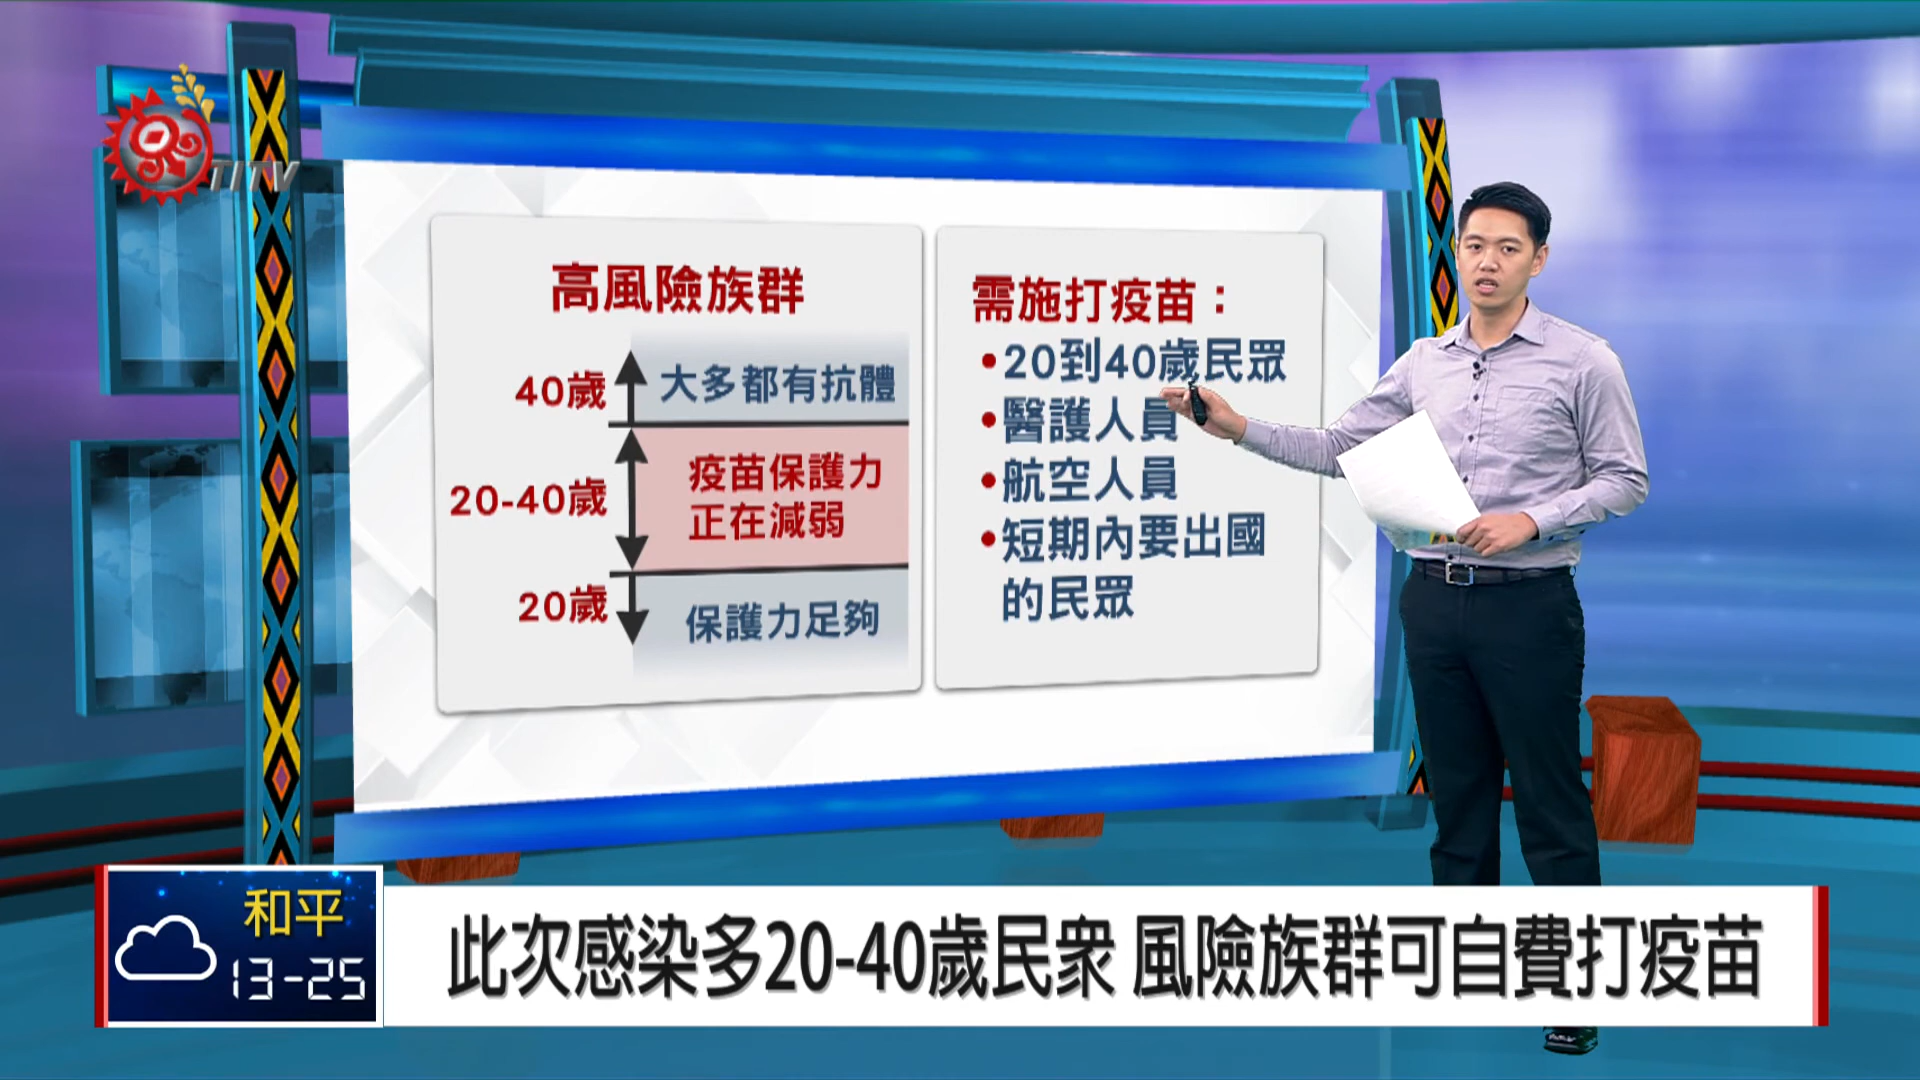 TITV
高風險族群
40歲
大多都有抗體
20-40歲
疫苗保護力
正在減弱
20歲
保護力足夠
需施打疫苗：
•20到40歲民眾
•醫護人員
•航空人員
•短期內要出國
的民眾
和平
13-25
此次感染多20-40歲民眾 風險族群可自費打疫苗